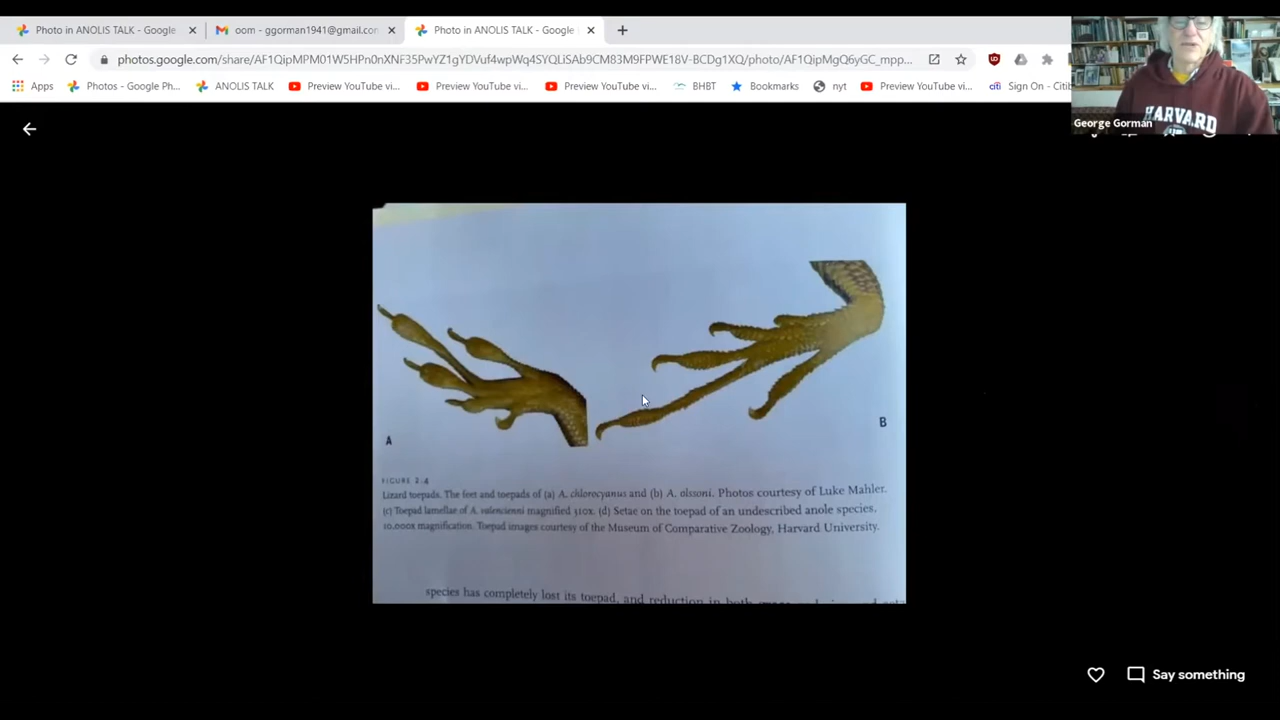 Photo in ANOLIS TALK - Google
oom - ggorman1941@gmail.com
Photo in ANOLIS TALK - Google
photos.google.com/share/AF1QipMPM01W5HPn0nXNF35PwYZ1gYDVuf4wpWq4SYQLiSAb9CM83M9FPWE18V-BCDg1XQ/photo/AF1QipMgQ6yGC_mpp...
Apps
Photos - Google Ph...
ANOLIS TALK
Preview YouTube vi...
Preview YouTube vi...
Preview YouTube vi...
BHBT
Bookmarks
nyt
Preview YouTube vi...
citi
Sign On - Citib
HARVARD
George Gorman
A
B
FIGURE 2.4
Lizard toepads. The feet and toepads of (a) A. chlorocyanus and (b) A. olssoni. Photos courtesy of Luke Mahler.
(c) Toepad lamellae of A. valencienni magnified 310x. (d) Setae on the toepad of an undescribed anole species,
10,000x magnification. Toepad images courtesy of the Museum of Comparative Zoology, Harvard University.
species has completely lost its toepad, and reduction in both
Say something